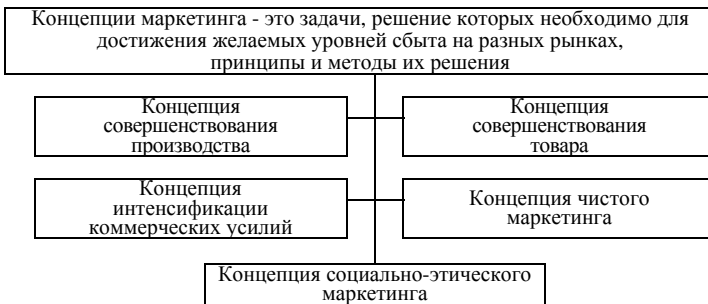 Концепции маркетинга - это задачи, решение которых необходимо для
достижения желаемых уровней сбыта на разных рынках,
принципы и методы их решения
Концепция
совершенствования
производства
Концепция
совершенствования
товара
Концепция
интенсификации
коммерческих усилий
Концепция чистого
маркетинга
Концепция социально-этического
маркетинга